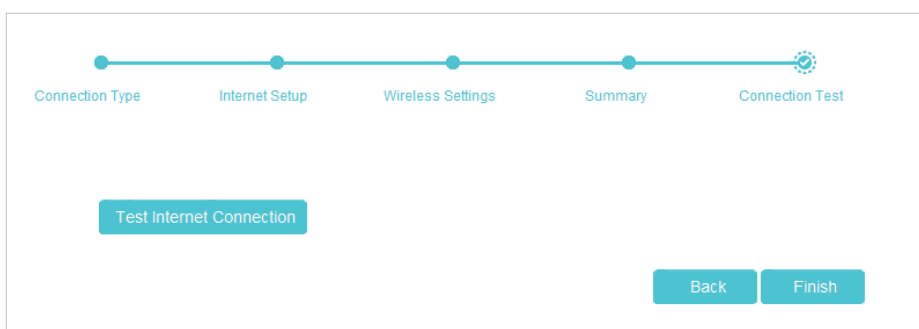 Connection Type Internet Setup Wireless Settings Summary Connection Test
Test Internet Connection
Back Finish